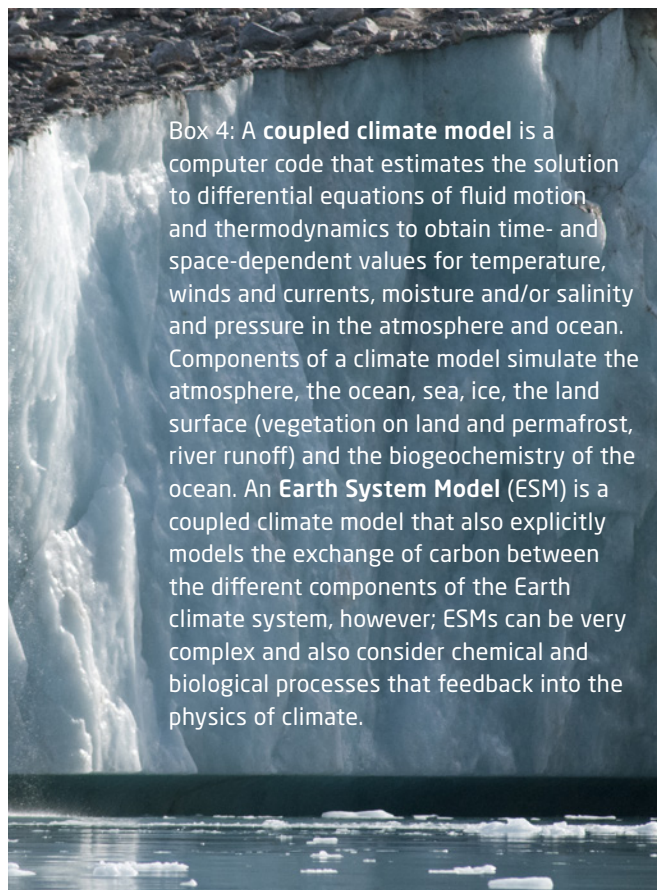 Box 4: A coupled climate model is a
computer code that estimates the solution
to differential equations of fluid motion
and thermodynamics to obtain time- and
space-dependent values for temperature,
winds and currents, moisture and/or salinity
and pressure in the atmosphere and ocean.
Components of a climate model simulate the
atmosphere, the ocean, sea, ice, the land
surface (vegetation on land and permafrost,
river runoff) and the biogeochemistry of the
ocean. An Earth System Model (ESM) is a
coupled climate model that also explicitly
models the exchange of carbon between
the different components of the Earth
climate system, however; ESMs can be very
complex and also consider chemical and
biological processes that feedback into the
physics of climate.